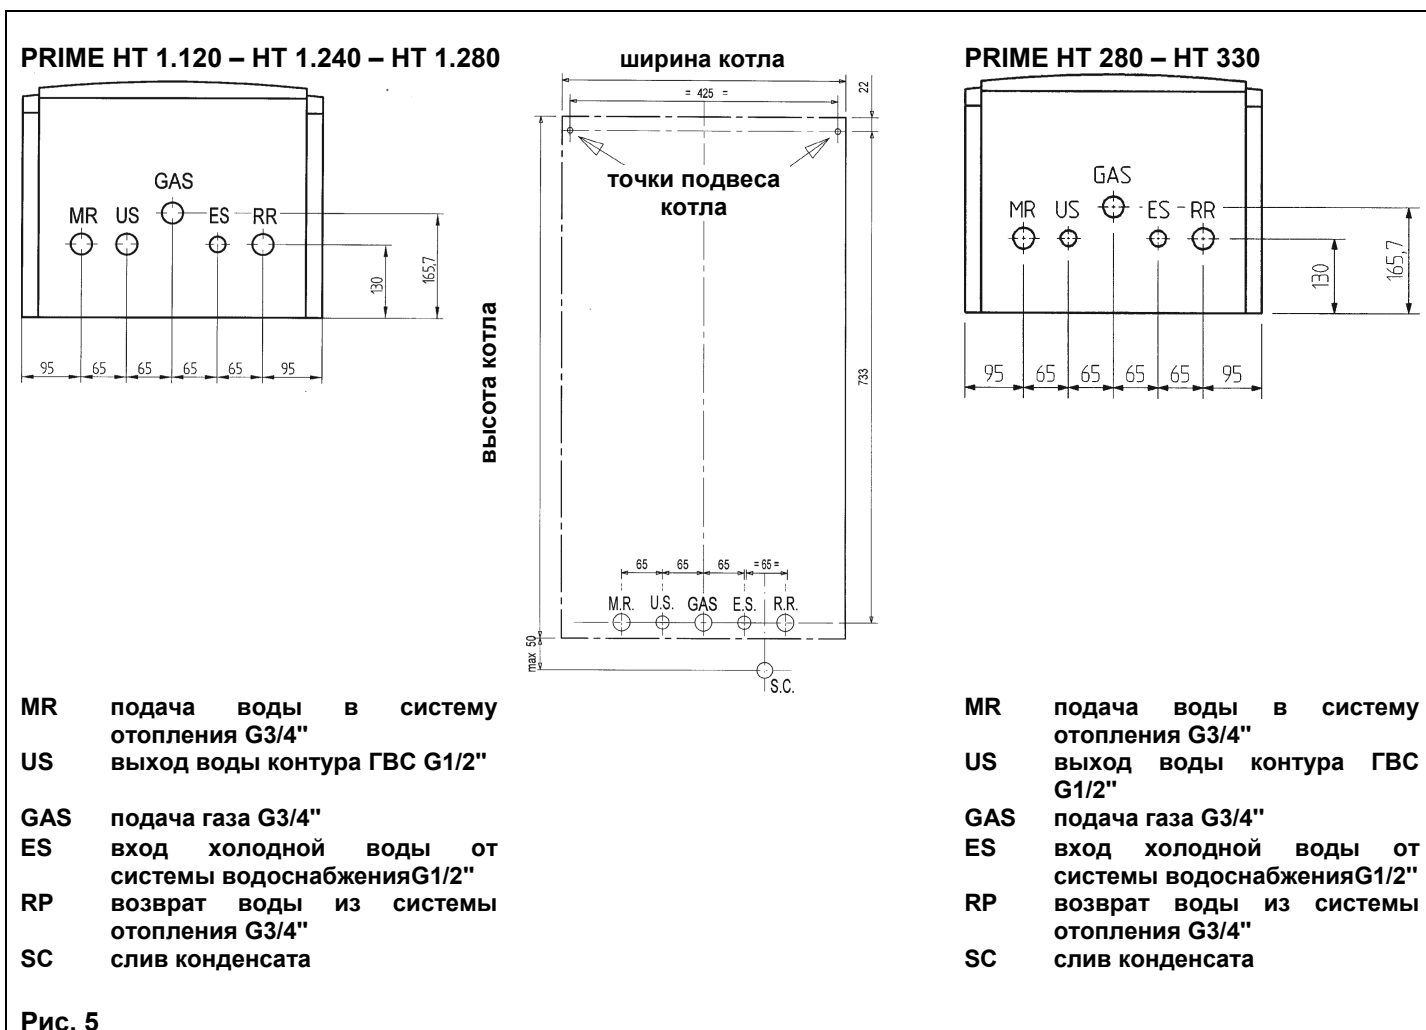 PRIME HT 1.120 – HT 1.240 – HT 1.280
GAS
MR US ES RR
130
165,7
95 65 65 65 65 95
ширина котла
= 425 =
22
точки подвеса
котла
высота котла
733
65 65 65 = 65 =
M.R. U.S. GAS E.S. R.R.
max 50
S.C.
PRIME HT 280 – HT 330
GAS
MR US ES RR
130
165,7
95 65 65 65 65 95
MR подача воды в систему
отопления G3/4"
US выход воды контура ГВС G1/2"
GAS подача газа G3/4"
ES вход холодной воды от
системы водоснабженияG1/2"
RP возврат воды из системы
отопления G3/4"
SC слив конденсата
MR подача воды в систему
отопления G3/4"
US выход воды контура ГВС
G1/2"
GAS подача газа G3/4"
ES вход холодной воды от
системы водоснабженияG1/2"
RP возврат воды из системы
отопления G3/4"
SC слив конденсата
Рис. 5